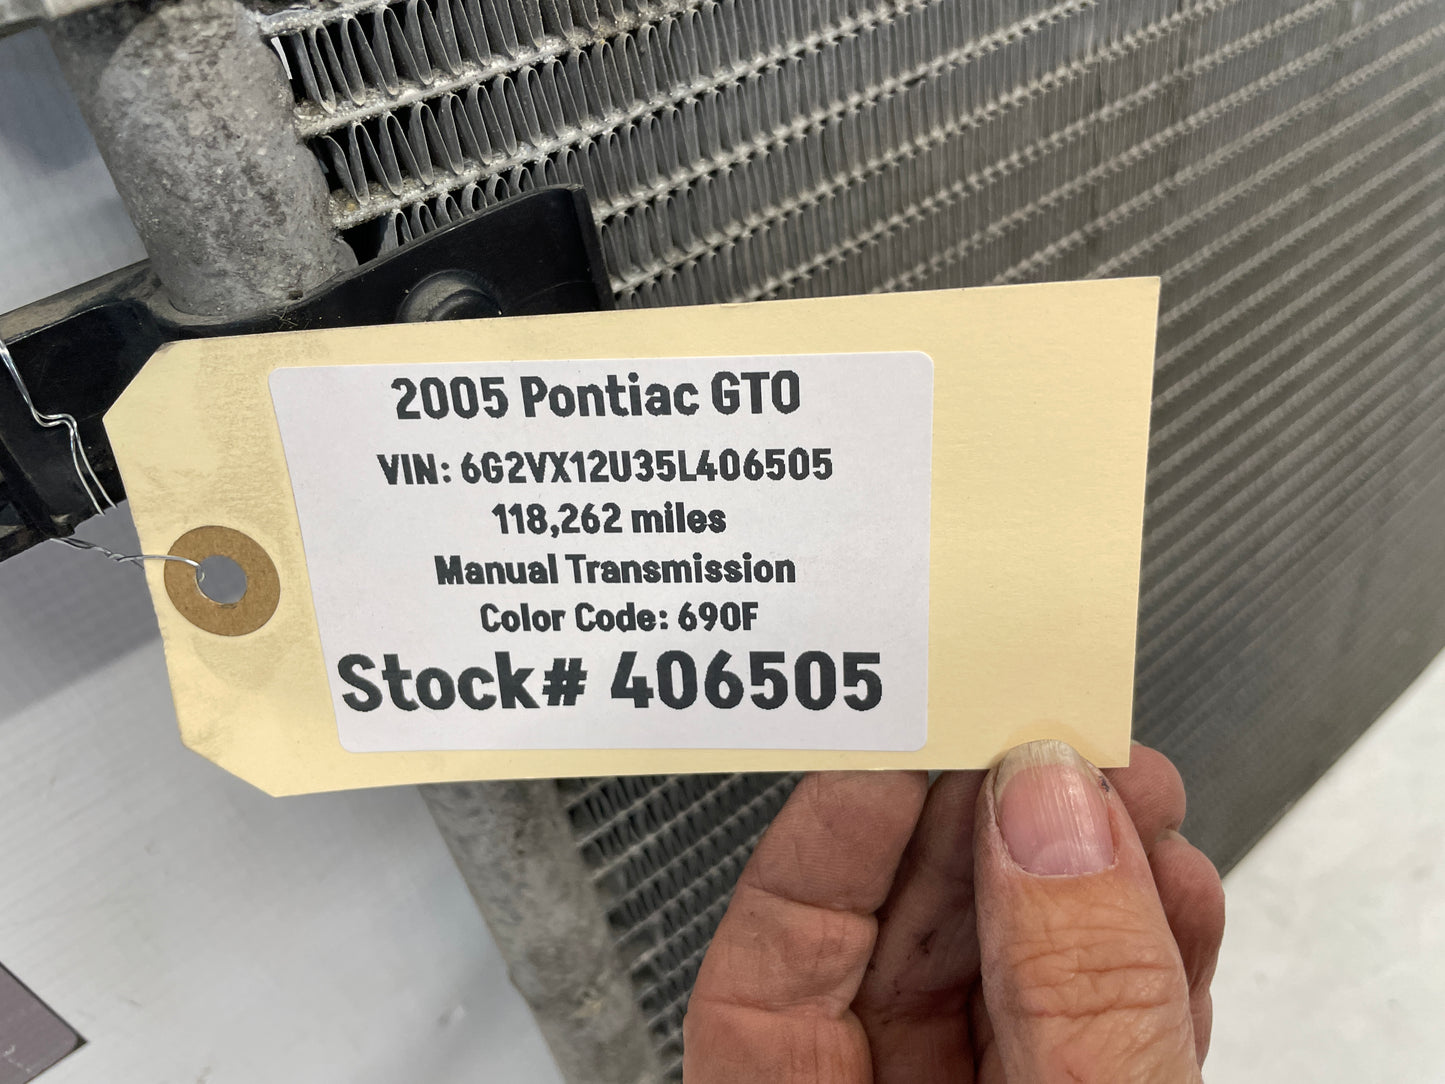 2005 Pontiac GTO
VIN: 6G2VX12U35L406505
118,262 miles
Manual Transmission
Color Code: 690F
Stock# 406505